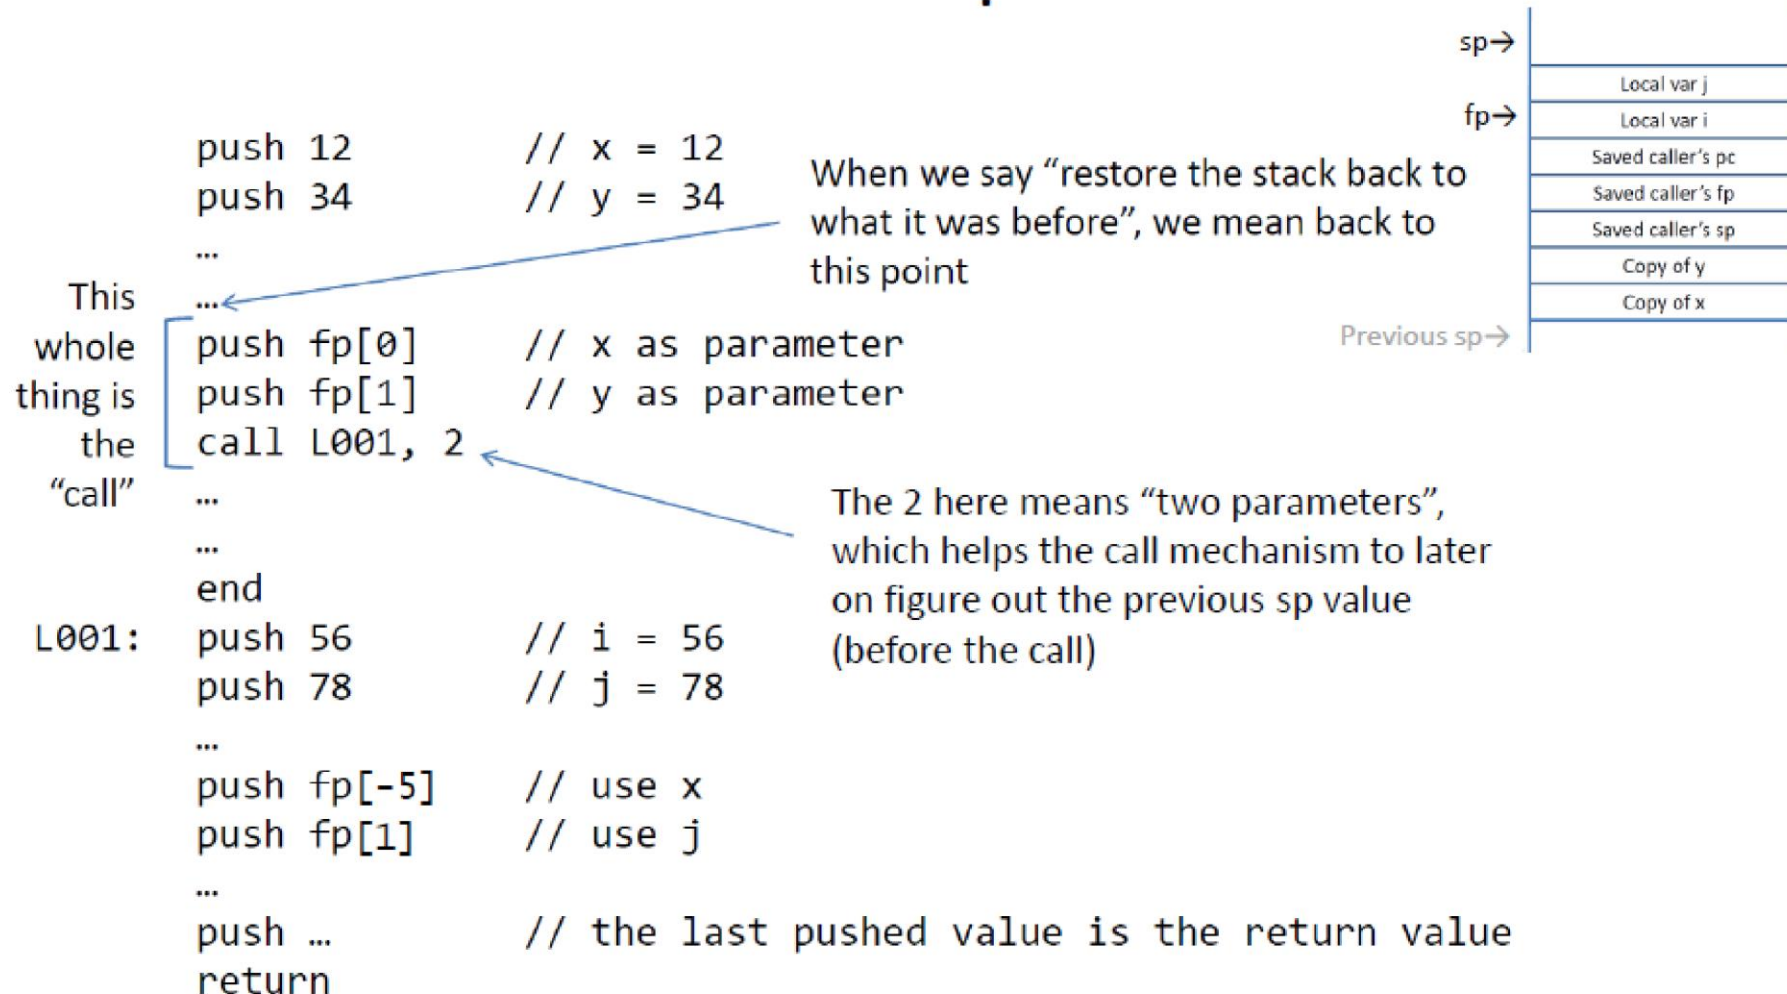 push 12 // x = 12
push 34 // y = 34
…
This …
whole push fp[0] // x as parameter
thing is push fp[1] // y as parameter
the call L001, 2
“call” …
…
end
L001: push 56 // i = 56
push 78 // j = 78
…
push fp[-5] // use x
push fp[1] // use j
…
push … // the last pushed value is the return value
return
When we say “restore the stack back to
what it was before”, we mean back to
this point
The 2 here means “two parameters”,
which helps the call mechanism to later
on figure out the previous sp value
(before the call)
sp→
Local var j
fp→ Local var i
Saved caller's pc
Saved caller's fp
Saved caller's sp
Copy of y
Copy of x
Previous sp→